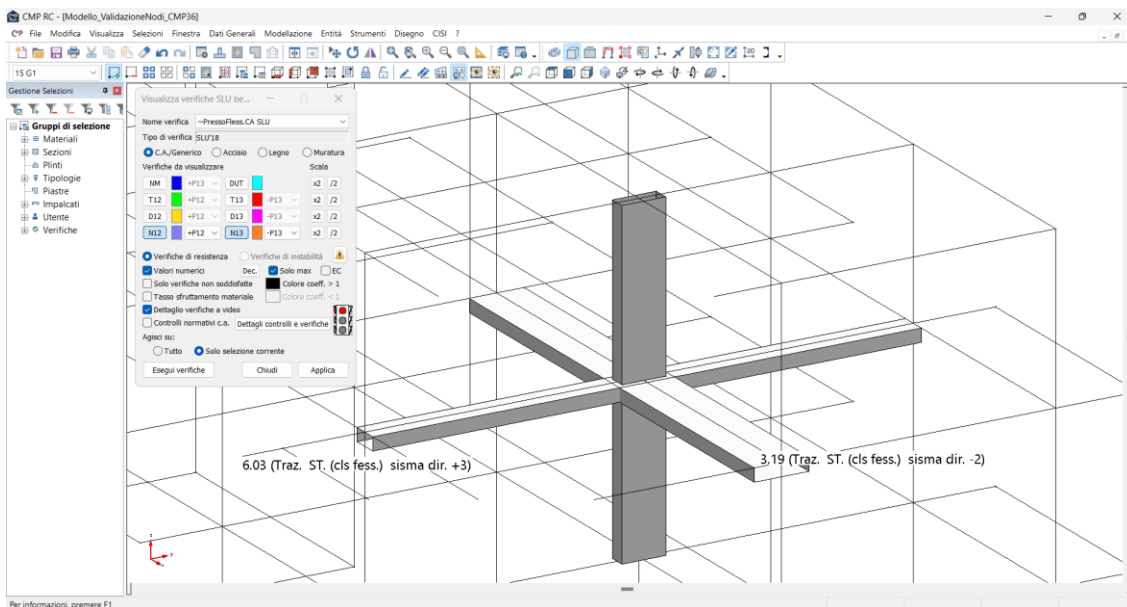 CMP RC - [Modello_ValidazioneNodi_CMP36]
File Modifica Visualizza Selezioni Finestra Dati Generali Modellazione Entità Strumenti Disegno CISI ?
1S G1
Gestione Selezioni
Gruppi di selezione
Materiali
Sezioni
Plinti
Tipologie
Piastre
Impalcati
Utente
Verifiche
Visualizza verifiche SLU be...
Nome verifica ~PressoFless.CA SLU
Tipo di verifica SLU'18
C.A./Generico Acciaio Legno Muratura
Verifiche da visualizzare Scala
NM +P13 DUT x2 /2
T12 +P12 T13 -P13 x2 /2
D12 +P12 D13 -P13 x2 /2
N12 +P12 N13 -P13 x2 /2
Verifiche di resistenza Verifiche di instabilità
Valori numerici Dec. Solo max EC
Solo verifiche non soddisfatte Colore coeff. > 1
Tasso sfruttamento materiale Colore coeff. < 1
Dettaglio verifiche a video
Controlli normativi c.a. Dettagli controlli e verifiche
Agisci su:
Tutto Solo selezione corrente
Esegui verifiche Chiudi Applica
6.03 (Traz. ST. (cls fess.) sisma dir. +3)
3.19 (Traz. ST. (cls fess.) sisma dir. -2)
Per informazioni, premere F1